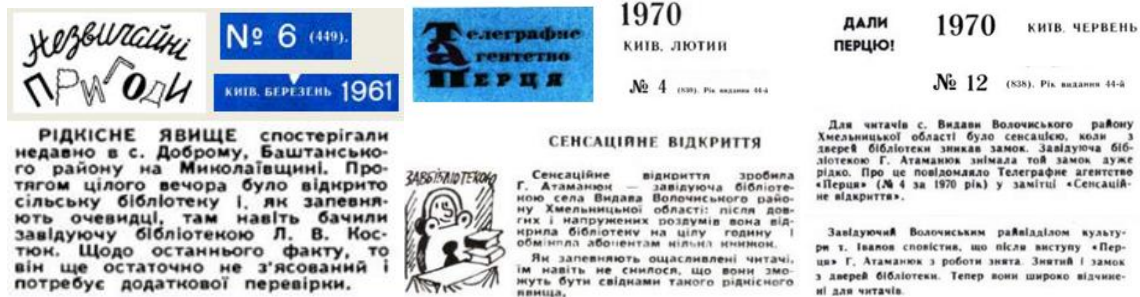 Незвичайні
ПРИГОДИ
№ 6 (449).
КИЇВ. БЕРЕЗЕНЬ 1961
РІДКІСНЕ ЯВИЩЕ спостерігали
недавно в с. Доброму, Баштансько-
го району на Миколаївщині. Про-
тягом цілого вечора було відкрито
сільську бібліотеку і, як запевня-
ють очевидці, там навіть бачили
завідуючу бібліотекою Л. В. Кос-
тюк. Щодо останнього факту, то
він ще остаточно не з'ясований і
потребує додаткової перевірки.
Телеграфне
Агентство
ПЕРЦЯ
1970
КИЇВ. ЛЮТИЙ
№ 4 (838). Рік видання 44-й
СЕНСАЦІЙНЕ ВІДКРИТТЯ
ЗАВБІБЛІОТЕКОЮ
Сенсаційне відкриття зробила
Г. Атаманюк — завідуюча бібліоте-
кою села Видава Волочиського райо-
ну Хмельницької області: після дов-
гих і напружених роздумів вона від-
крила бібліотеку на цілу годину і
обміняла абонентам кілька книжок.
Як запевняють ощасливлені читачі,
їм навіть не снилося, що вони змо-
жуть бути свідками такого рідкісного
явища.
ДАЛИ
ПЕРЦЮ!
1970
КИЇВ. ЧЕРВЕНЬ
№ 12 (838). Рік видання 44-й
Для читачів с. Видави Волочиського району
Хмельницької області було сенсацією, коли з
дверей бібліотеки зникав замок. Завідуюча біб-
ліотекою Г. Атаманюк знімала той замок дуже
рідко. Про це повідомляло Телеграфне агентство
«Перця» (№ 4 за 1970 рік) у замітці «Сенсацій-
не відкриття».
Завідуючий Волочиським райвідділом культу-
ри т. Іванов сповістив, що після виступу «Пер-
ця» Г. Атаманюк з роботи знята. Знятий і замок
з дверей бібліотеки. Тепер вони широко відчине-
ні для читачів.